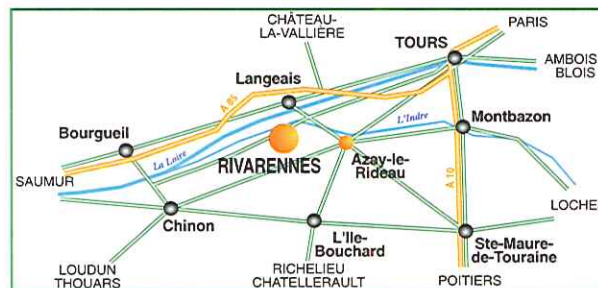 CHÂTEAU-
LA-VALLIÈRE
PARIS
TOURS
AMBOIS
BLOIS
Langeais
A 85
Bourgueil
La Loire
L'Indre
Montbazon
RIVARENNES
Azay-le-
Rideau
SAUMUR
A 10
LOCHE
Chinon
L'Ile-
Bouchard
Ste-Maure-
de-Touraine
LOUDUN
THOUARS
RICHELIEU
CHATELLERAULT
POITIERS